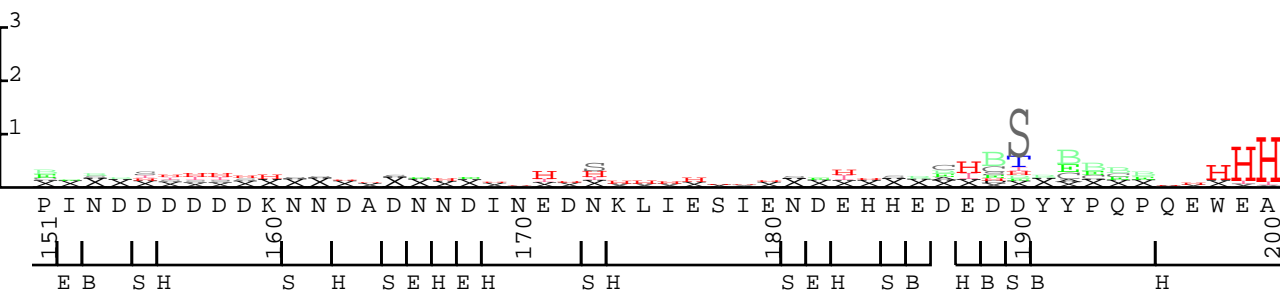 3
2
1
S
T
B
B
H
H
H
H
P I N D D D D D D K N N D A D N N D I N E D N K L I E S I E N D E H H E D E D D Y Y P Q P Q E W E A
151 160 170 180 190 200
E B S H S H S E H E H S H S E H S B H B S B H